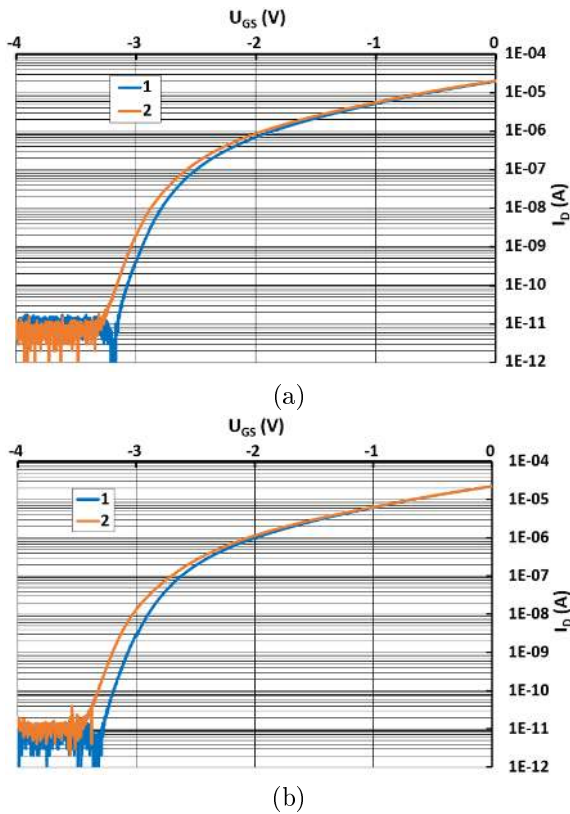 U_GS (V)
-4 -3 -2 -1 0
1
2
1E-04
1E-05
1E-06
1E-07
1E-08
1E-09
1E-10
1E-11
1E-12
I_D (A)
(a)
U_GS (V)
-4 -3 -2 -1 0
1
2
1E-04
1E-05
1E-06
1E-07
1E-08
1E-09
1E-10
1E-11
1E-12
I_D (A)
(b)